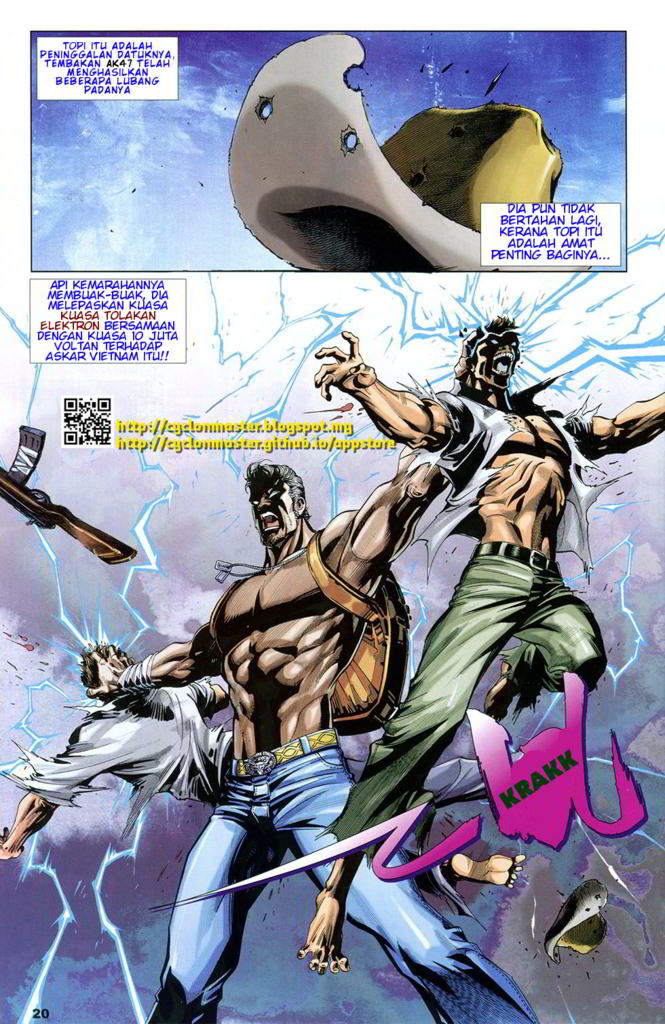 TOPI ITU ADALAH
PENINGGALAN DATUKNYA,
TEMBAKAN AK47 TELAH
MENGHASILKAN
BEBERAPA LUBANG
PADANYA
DIA PUN TIDAK
BERTAHAN LAGI,
KERANA TOPI ITU
ADALAH AMAT
PENTING BAGINYA...
API KEMARAHANNYA
MEMBUAK-BUAK, DIA
MELEPASKAN KUASA
KUASA TOLAKAN
ELEKTRON BERSAMAAN
DENGAN KUASA 10 JUTA
VOLTAN TERHADAP
ASKAR VIETNAM ITU!!
http://cyclonmaster.blogspot.my
http://cyclonmaster.github.io/appstore
KRAKK
20